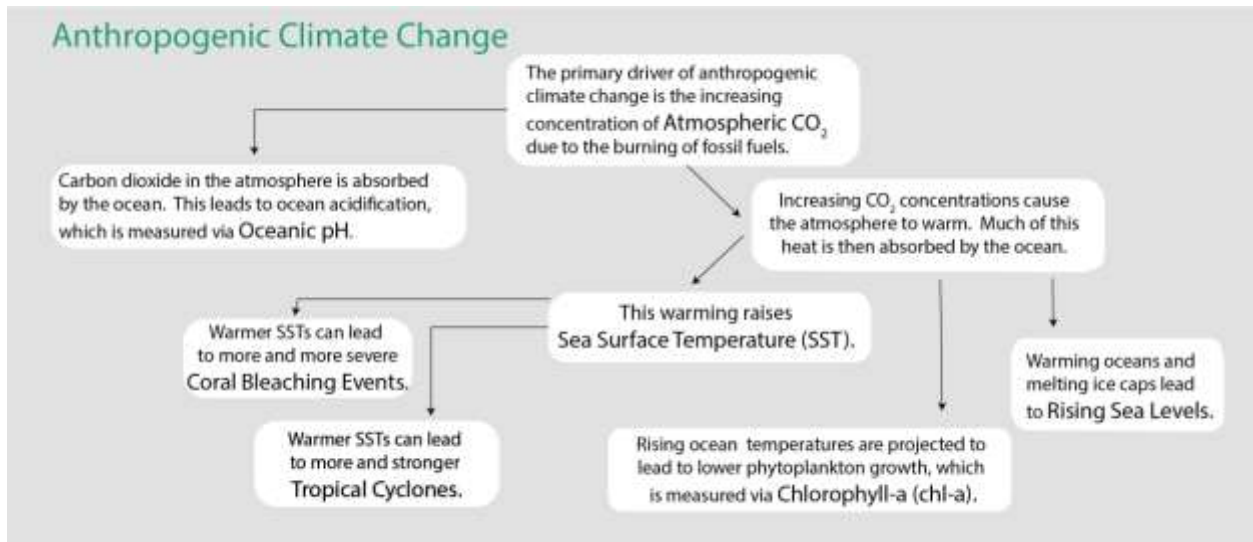 Anthropogenic Climate Change
The primary driver of anthropogenic
climate change is the increasing
concentration of Atmospheric CO₂
due to the burning of fossil fuels.
Carbon dioxide in the atmosphere is absorbed
by the ocean. This leads to ocean acidification,
which is measured via Oceanic pH.
Increasing CO₂ concentrations cause
the atmosphere to warm. Much of this
heat is then absorbed by the ocean.
This warming raises
Sea Surface Temperature (SST).
Warmer SSTs can lead
to more and more severe
Coral Bleaching Events.
Warming oceans and
melting ice caps lead
to Rising Sea Levels.
Warmer SSTs can lead
to more and stronger
Tropical Cyclones.
Rising ocean temperatures are projected to
lead to lower phytoplankton growth, which
is measured via Chlorophyll-a (chl-a).